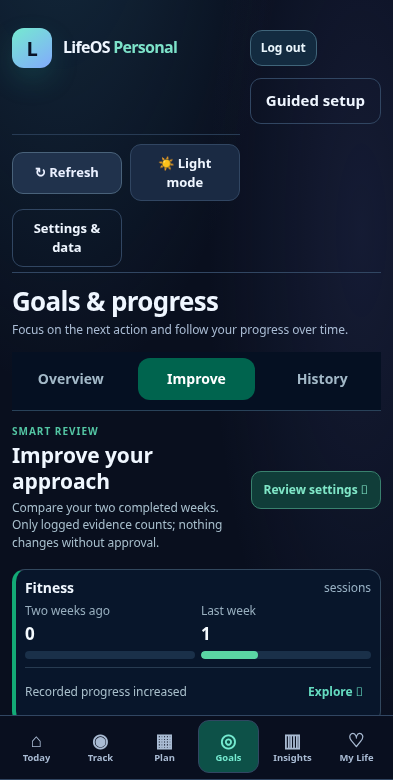 L
LifeOS Personal
Log out
Guided setup
↻ Refresh
☀️ Light
mode
Settings &
data
Goals & progress
Focus on the next action and follow your progress over time.
Overview
Improve
History
SMART REVIEW
Improve your
approach
Compare your two completed weeks.
Only logged evidence counts; nothing
changes without approval.
Review settings
Fitness
sessions
Two weeks ago
Last week
0
1
Recorded progress increased
Explore
Today
Track
Plan
Goals
Insights
My Life